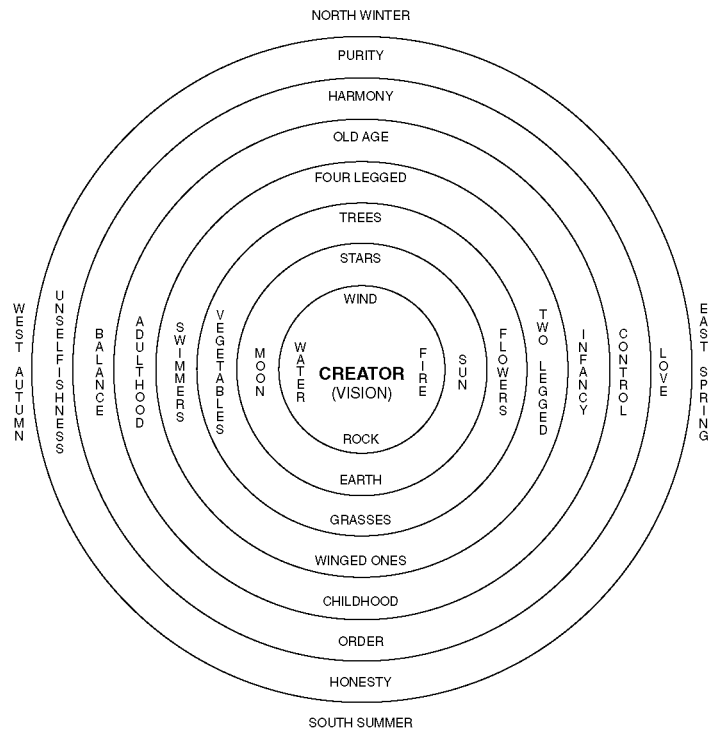 NORTH WINTER
PURITY
HARMONY
OLD AGE
FOUR LEGGED
TREES
STARS
WIND
WEST AUTUMN
UNSELFISHNESS
BALANCE
ADULTHOOD
SWIMMERS
VEGETABLES
MOON
WATER
CREATOR
(VISION)
FIRE
SUN
FLOWERS
TWO LEGGED
INFANCY
CONTROL
LOVE
EAST SPRING
ROCK
EARTH
GRASSES
WINGED ONES
CHILDHOOD
ORDER
HONESTY
SOUTH SUMMER